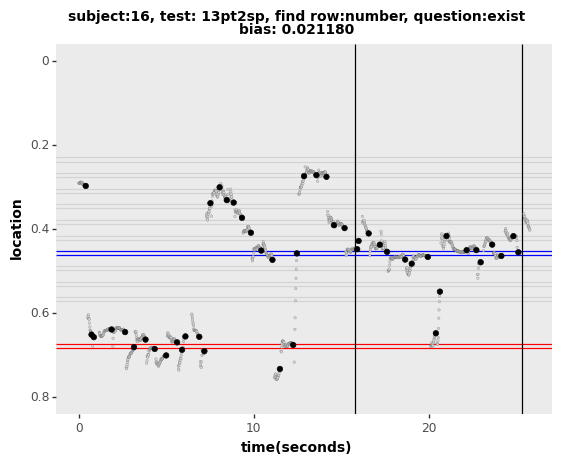 subject:16, test: 13pt2sp, find row:number, question:exist
bias: 0.021180
0
0.2
0.4
0.6
0.8
location
0
10
20
time(seconds)